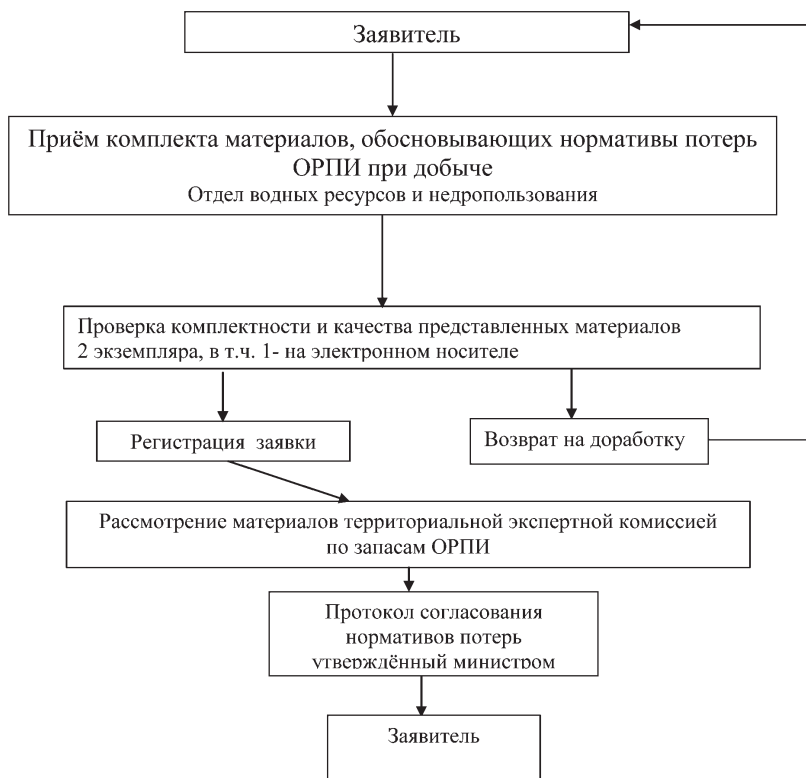 Заявитель
Приём комплекта материалов, обосновывающих нормативы потерь
ОРПИ при добыче
Отдел водных ресурсов и недропользования
Проверка комплектности и качества представленных материалов
2 экземпляра, в т.ч. 1- на электронном носителе
Регистрация заявки
Возврат на доработку
Рассмотрение материалов территориальной экспертной комиссией
по запасам ОРПИ
Протокол согласования
нормативов потерь
утверждённый министром
Заявитель